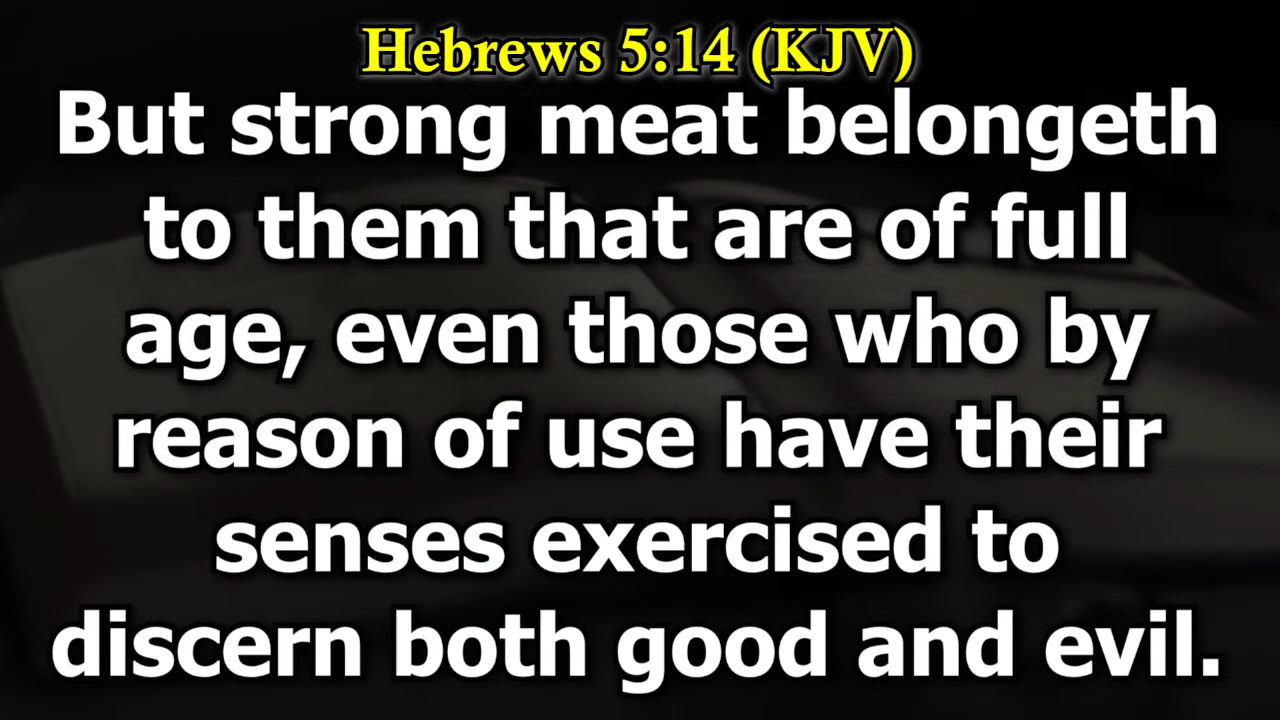 Hebrews 5:14 (KJV)
But strong meat belongeth
to them that are of full
age, even those who by
reason of use have their
senses exercised to
discern both good and evil.